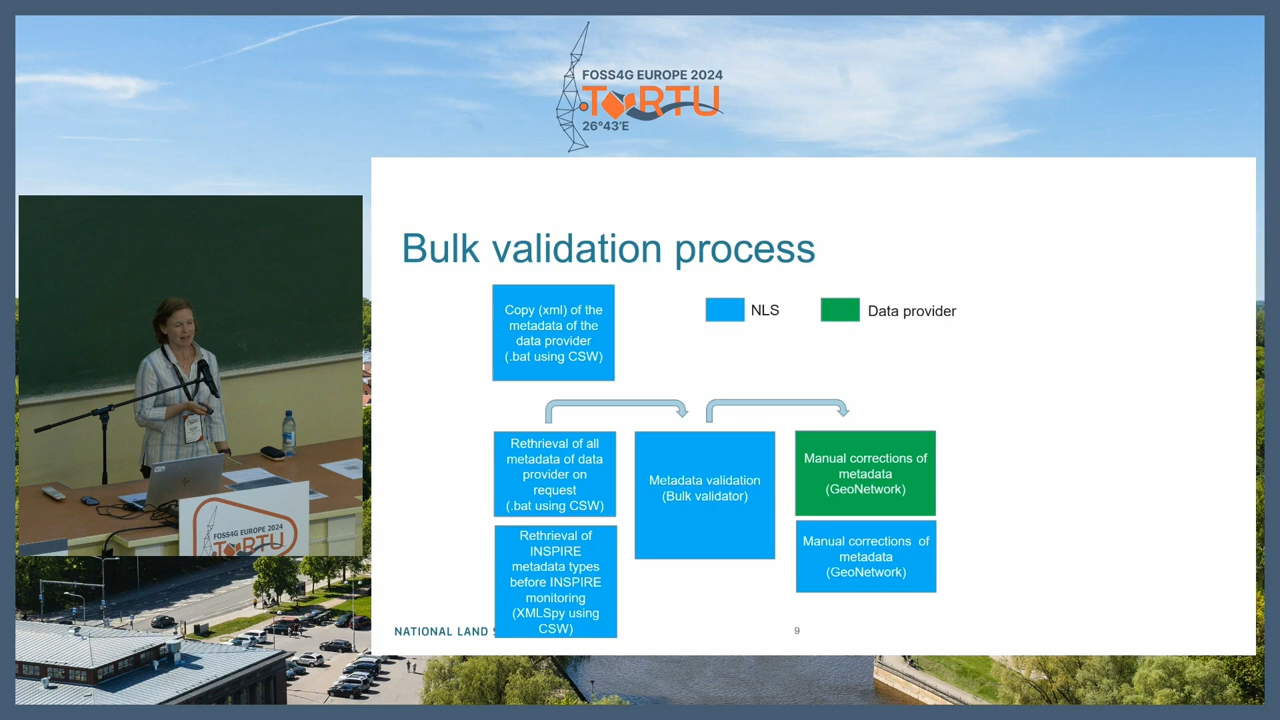 FOSS4G EUROPE 2024
TORTU
26°43'E
Bulk validation process
Copy (xml) of the
metadata of the
data provider
(.bat using CSW)
NLS
Data provider
Rethrieval of all
metadata of data
provider on
request
(.bat using CSW)
Metadata validation
(Bulk validator)
Manual corrections of
metadata
(GeoNetwork)
Rethrieval of
INSPIRE
metadata types
before INSPIRE
monitoring
(XMLSpy using
CSW)
Manual corrections of
metadata
(GeoNetwork)
NATIONAL LAND
9
FOSS4G EUROPE 2024
TORTU